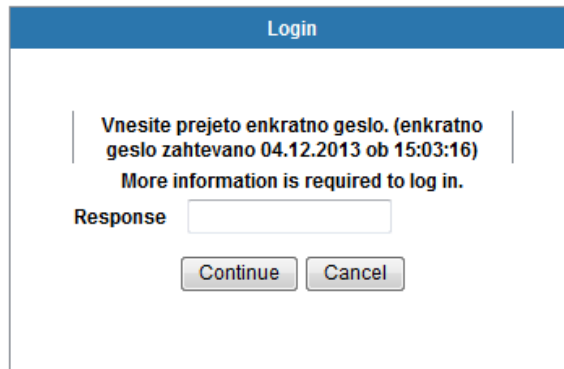 Login
Vnesite prejeto enkratno geslo. (enkratno
geslo zahtevano 04.12.2013 ob 15:03:16)
More information is required to log in.
Response
Continue Cancel